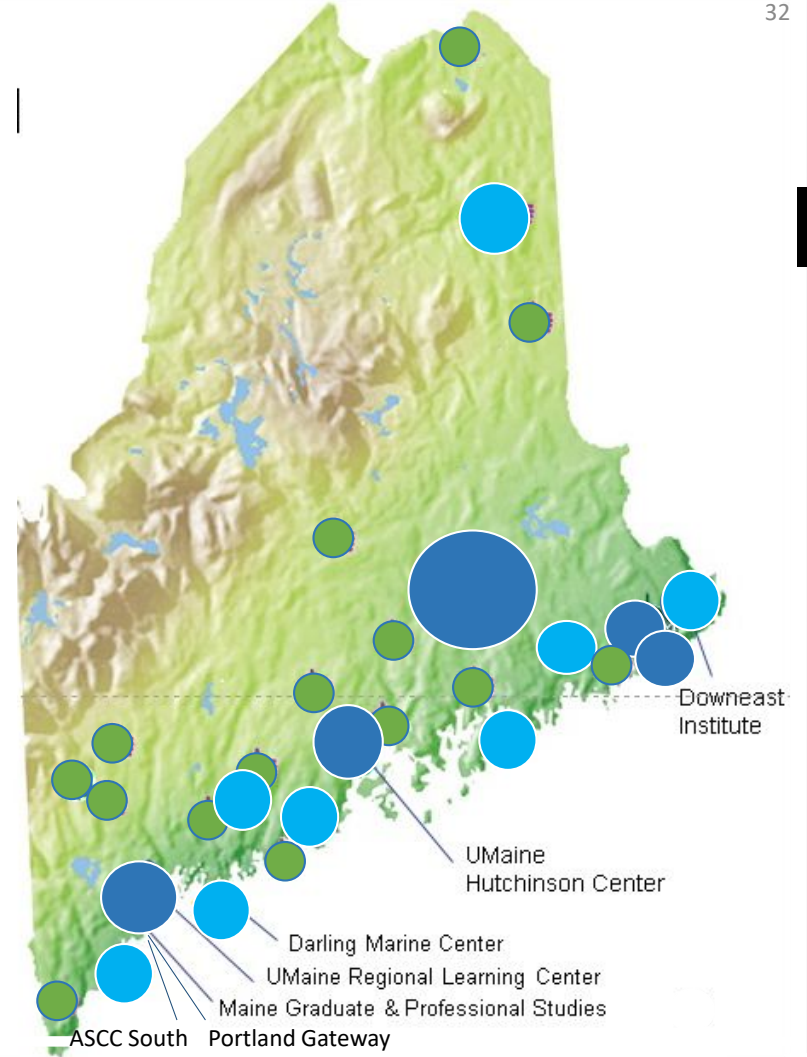 32
Downeast
Institute
UMaine
Hutchinson Center
Darling Marine Center
UMaine Regional Learning Center
Maine Graduate & Professional Studies
ASCC South Portland Gateway